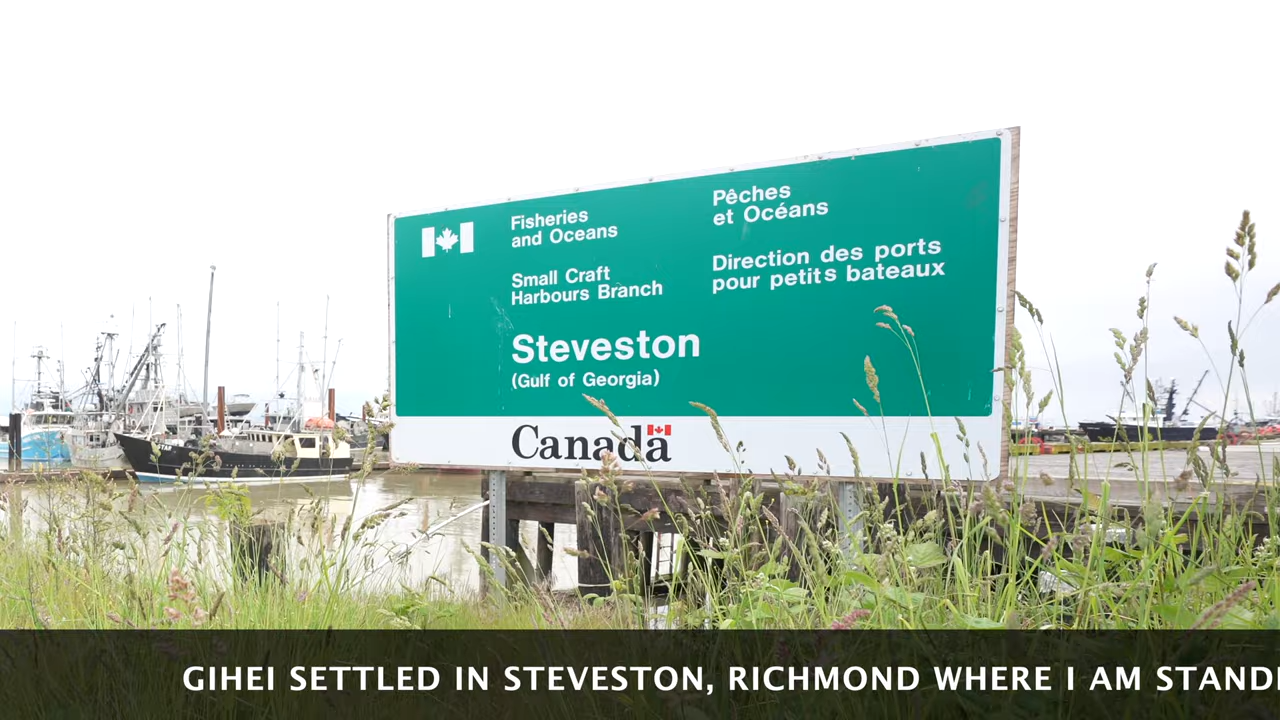 Fisheries
and Oceans
Pêches
et Océans
Small Craft
Harbours Branch
Direction des ports
pour petits bateaux
Steveston
(Gulf of Georgia)
Canada
GIHEI SETTLED IN STEVESTON, RICHMOND WHERE I AM